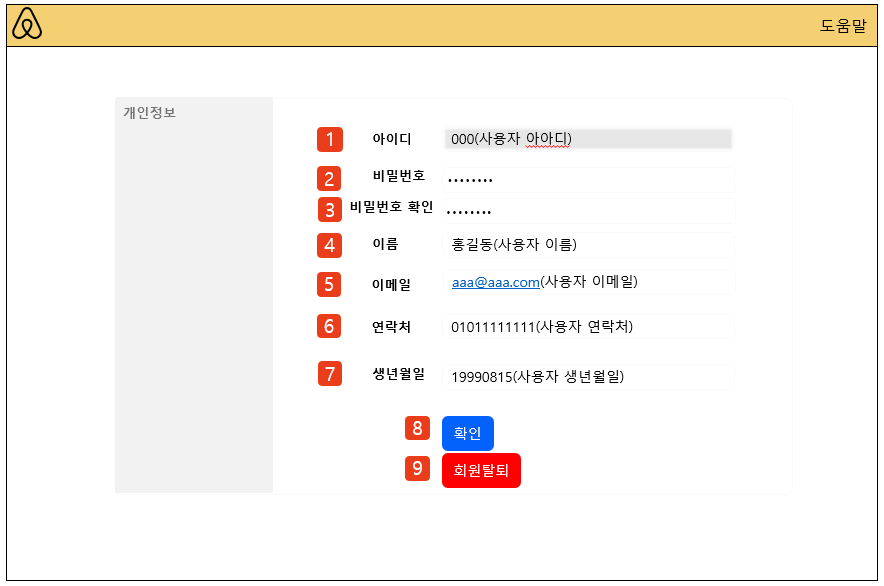 도움말
개인정보
1 아이디 000(사용자 아아디)
2 비밀번호 ••••••••
3 비밀번호 확인 ••••••••
4 이름 홍길동(사용자 이름)
5 이메일 aaa@aaa.com(사용자 이메일)
6 연락처 01011111111(사용자 연락처)
7 생년월일 19990815(사용자 생년월일)
8 확인
9 회원탈퇴